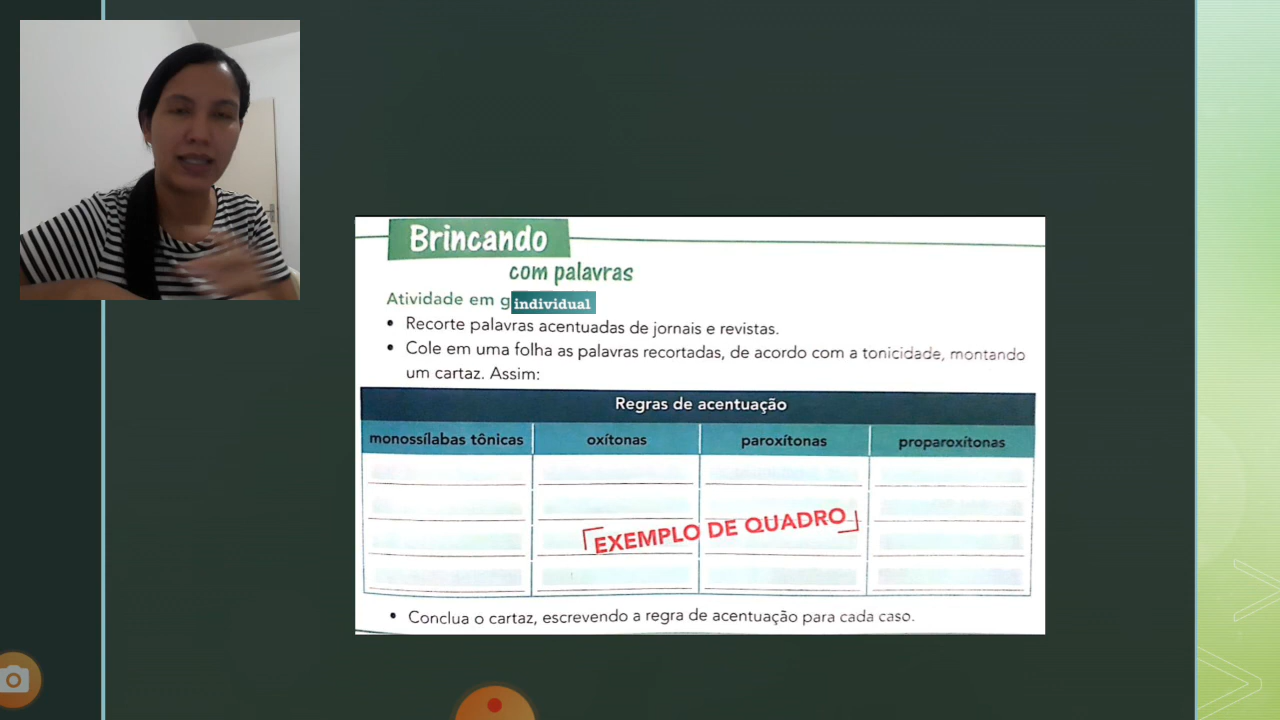 Brincando
com palavras
Atividade em g individual
• Recorte palavras acentuadas de jornais e revistas.
• Cole em uma folha as palavras recortadas, de acordo com a tonicidade, montando
um cartaz. Assim:
Regras de acentuação
monossílabas tônicas oxítonas paroxítonas proparoxítonas
EXEMPLO DE QUADRO
• Conclua o cartaz, escrevendo a regra de acentuação para cada caso.